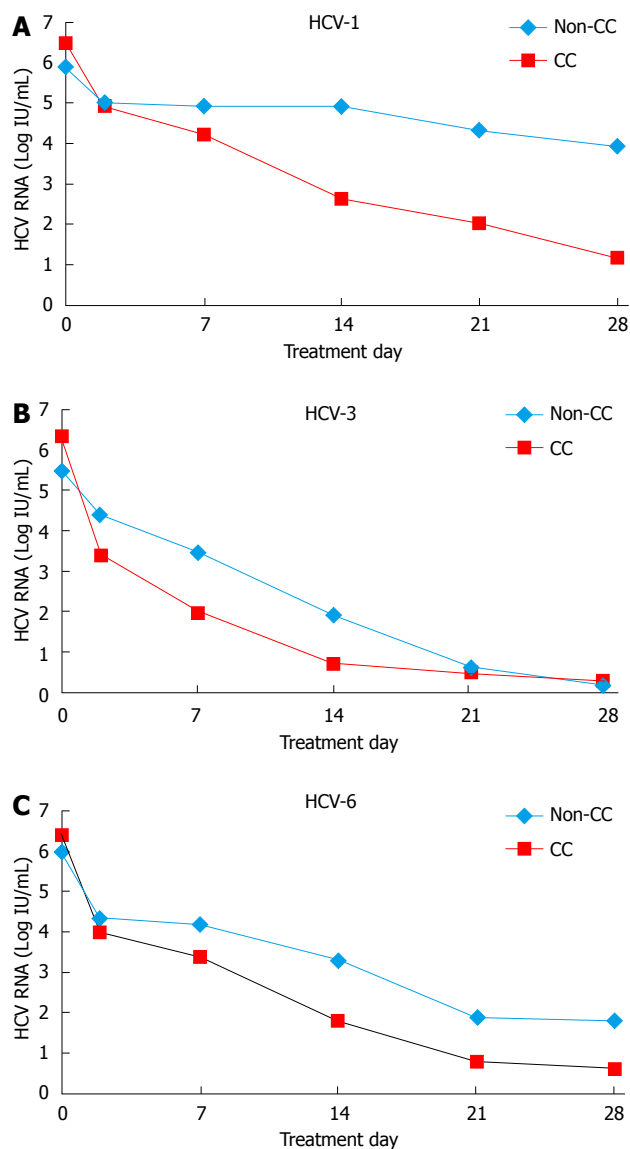 A
HCV-1
Non-CC
CC
HCV RNA (Log IU/mL)
7
6
5
4
3
2
1
0
0 7 14 21 28
Treatment day
B
HCV-3
Non-CC
CC
HCV RNA (Log IU/mL)
7
6
5
4
3
2
1
0
0 7 14 21 28
Treatment day
C
HCV-6
Non-CC
CC
HCV RNA (Log IU/mL)
7
6
5
4
3
2
1
0
0 7 14 21 28
Treatment day